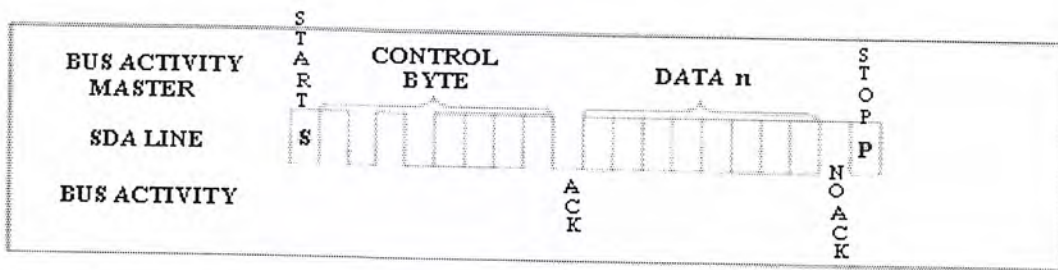 START
BUS ACTIVITY
MASTER
CONTROL
BYTE
DATA n
STOP
SDA LINE
S
P
BUS ACTIVITY
ACK
NO ACK